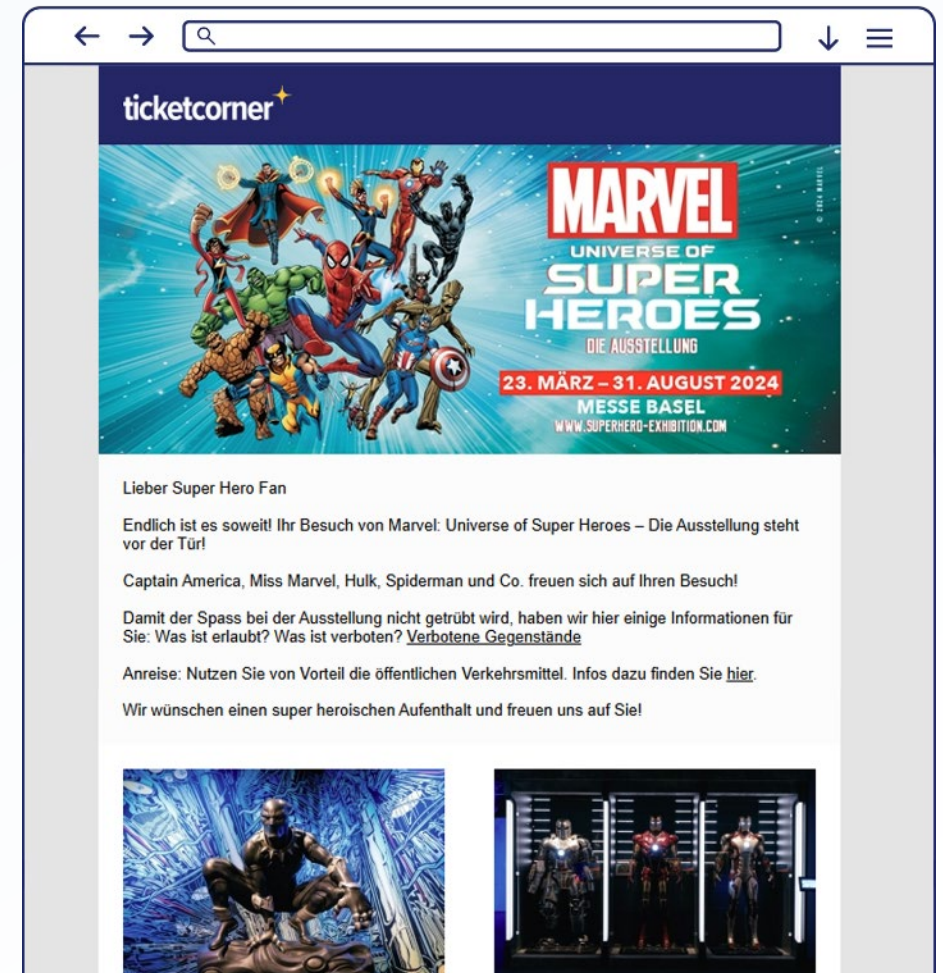 ticketcorner
© 2024 MARVEL
MARVEL
UNIVERSE OF
SUPER
HEROES
DIE AUSSTELLUNG
23. MÄRZ – 31. AUGUST 2024
MESSE BASEL
WWW.SUPERHERO-EXHIBITION.COM
Lieber Super Hero Fan
Endlich ist es soweit! Ihr Besuch von Marvel: Universe of Super Heroes – Die Ausstellung steht
vor der Tür!
Captain America, Miss Marvel, Hulk, Spiderman und Co. freuen sich auf Ihren Besuch!
Damit der Spass bei der Ausstellung nicht getrübt wird, haben wir hier einige Informationen für
Sie: Was ist erlaubt? Was ist verboten? Verbotene Gegenstände
Anreise: Nutzen Sie von Vorteil die öffentlichen Verkehrsmittel. Infos dazu finden Sie hier.
Wir wünschen einen super heroischen Aufenthalt und freuen uns auf Sie!